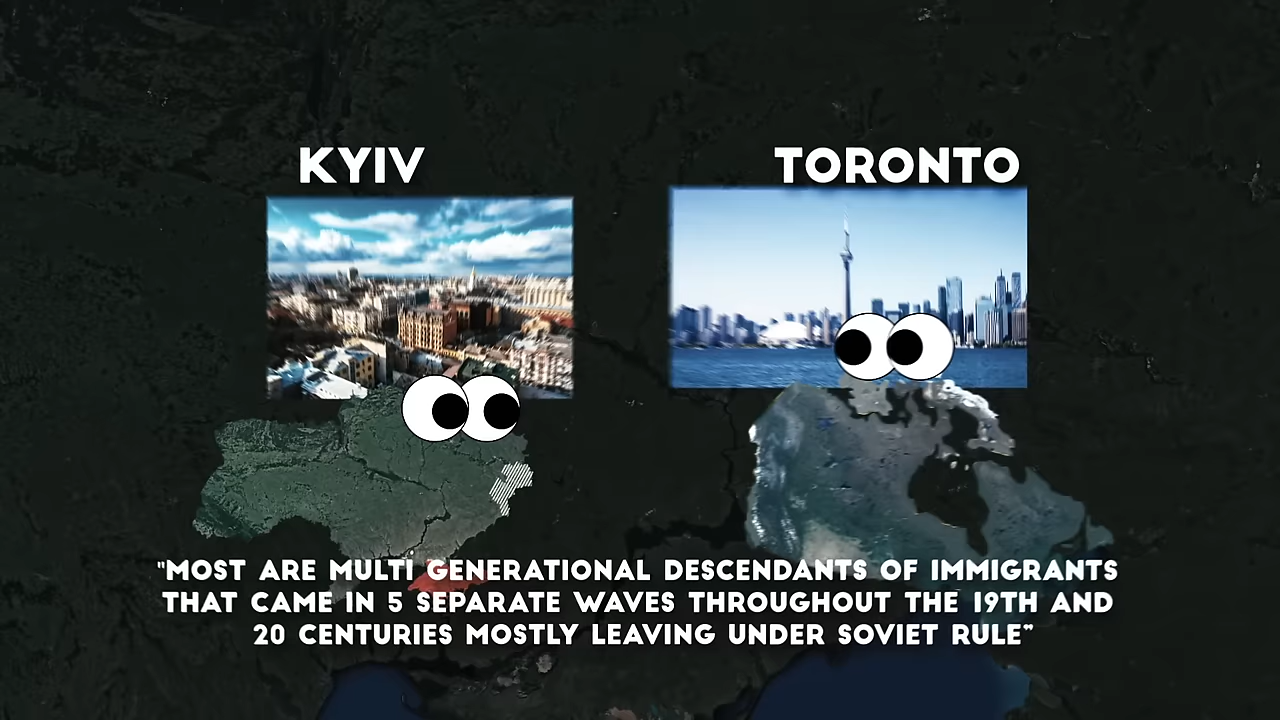 KYIV
TORONTO
"MOST ARE MULTI GENERATIONAL DESCENDANTS OF IMMIGRANTS
THAT CAME IN 5 SEPARATE WAVES THROUGHOUT THE 19TH AND
20 CENTURIES MOSTLY LEAVING UNDER SOVIET RULE"